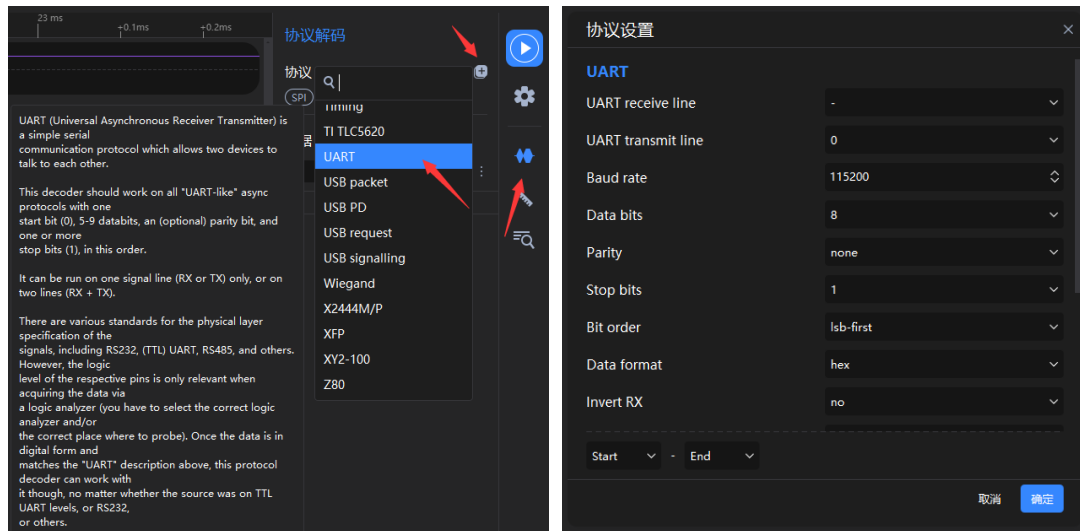 23 ms
+0.1ms
+0.2ms
协议解码
协议
SPI
UART (Universal Asynchronous Receiver Transmitter) is
a simple serial
communication protocol which allows two devices to
talk to each other.
This decoder should work on all "UART-like" async
protocols with one
start bit (0), 5-9 databits, an (optional) parity bit, and
one or more
stop bits (1), in this order.
It can be run on one signal line (RX or TX) only, or on
two lines (RX + TX).
There are various standards for the physical layer
specification of the
signals, including RS232, (TTL) UART, RS485, and others.
However, the logic
level of the respective pins is only relevant when
acquiring the data via
a logic analyzer (you have to select the correct logic
analyzer and/or
the correct place where to probe). Once the data is in
digital form and
matches the "UART" description above, this protocol
decoder can work with
it though, no matter whether the source was on TTL
UART levels, or RS232,
or others.
Timing
TI TLC5620
UART
USB packet
USB PD
USB request
USB signalling
Wiegand
X2444M/P
XFP
XY2-100
Z80
协议设置
UART
UART receive line -
UART transmit line 0
Baud rate 115200
Data bits 8
Parity none
Stop bits 1
Bit order lsb-first
Data format hex
Invert RX no
Start - End
取消 确定